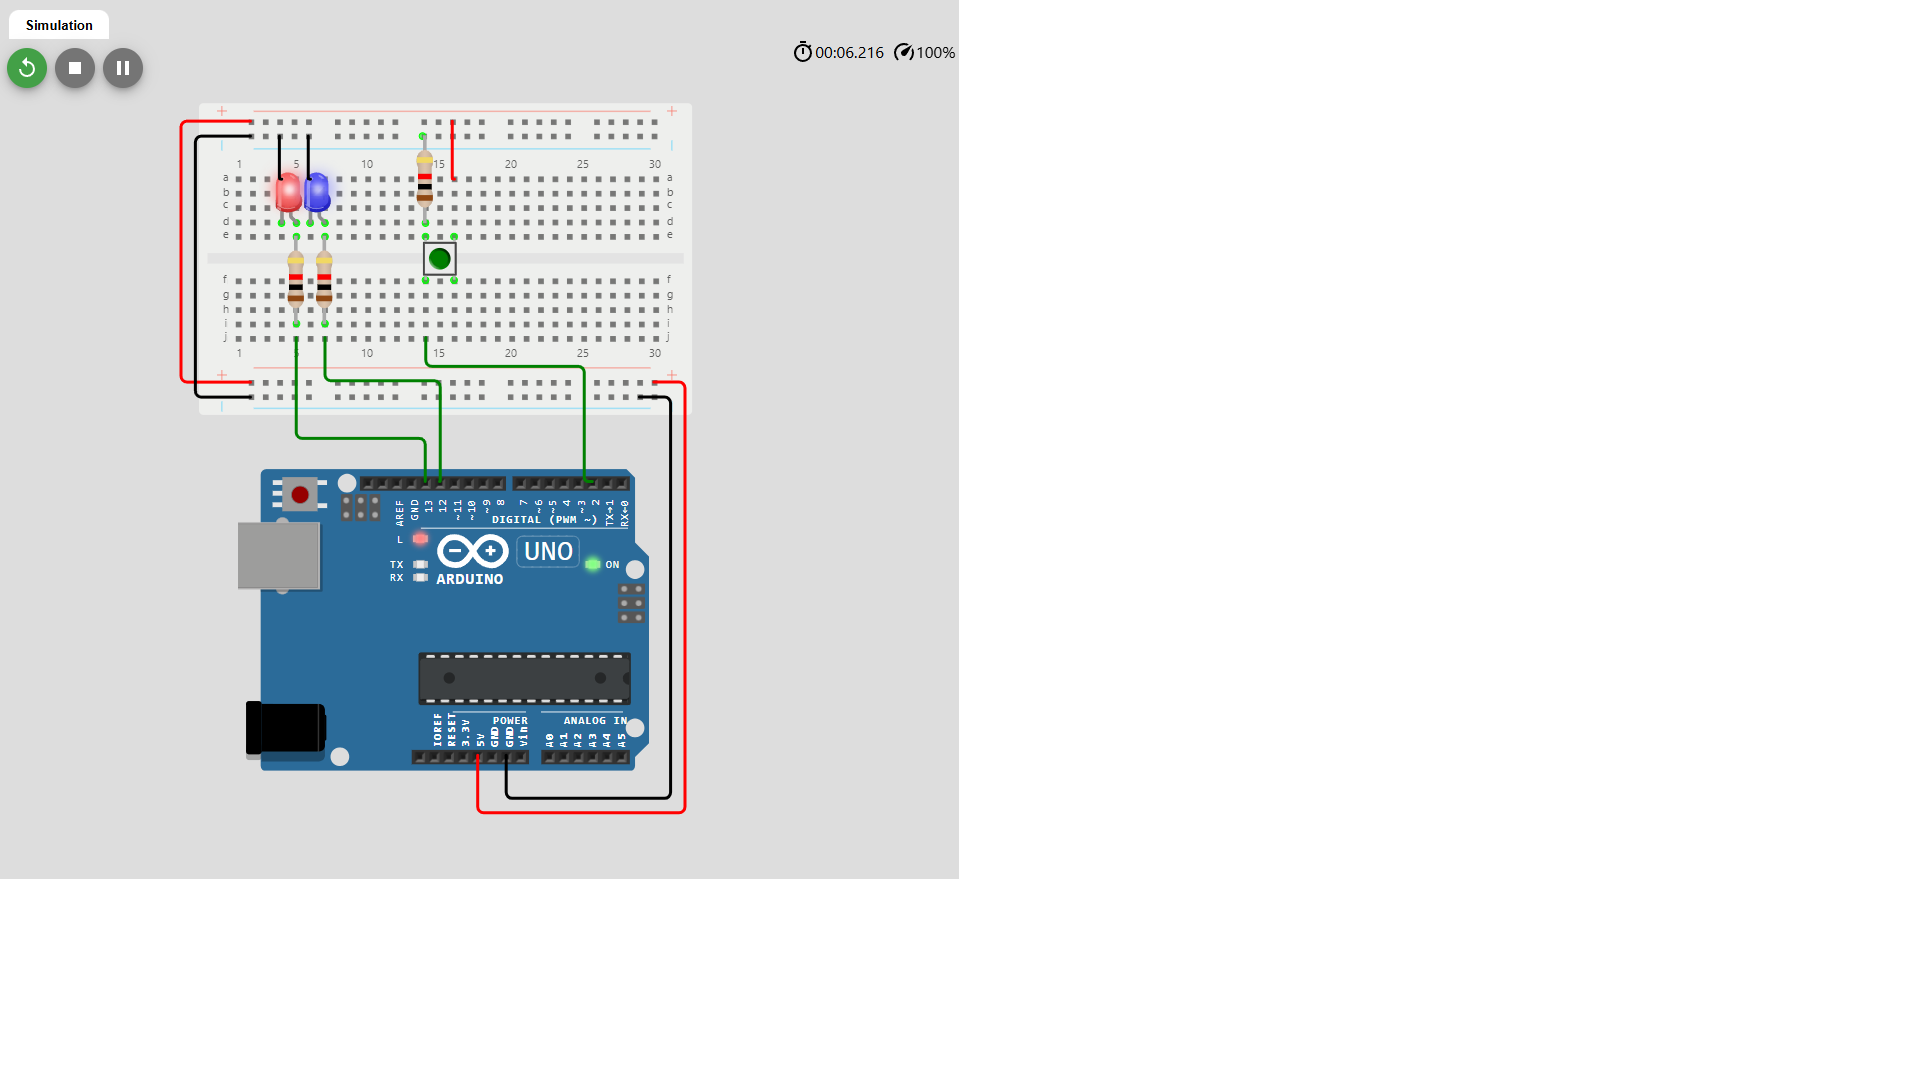 Simulation
00:06.216 100%
1 5 10 15 20 25 30
a a
b b
c c
d d
e e
f f
g g
h h
i i
j j
1 5 10 15 20 25 30
AREF GND 13 12 ~11 ~10 ~9 8 7 ~6 ~5 4 ~3 2 TX→1 RX←0
DIGITAL (PWM ~)
L
UNO
TX ON
RX ARDUINO
POWER ANALOG IN
IOREF RESET 3.3V 5V GND GND Vin A0 A1 A2 A3 A4 A5